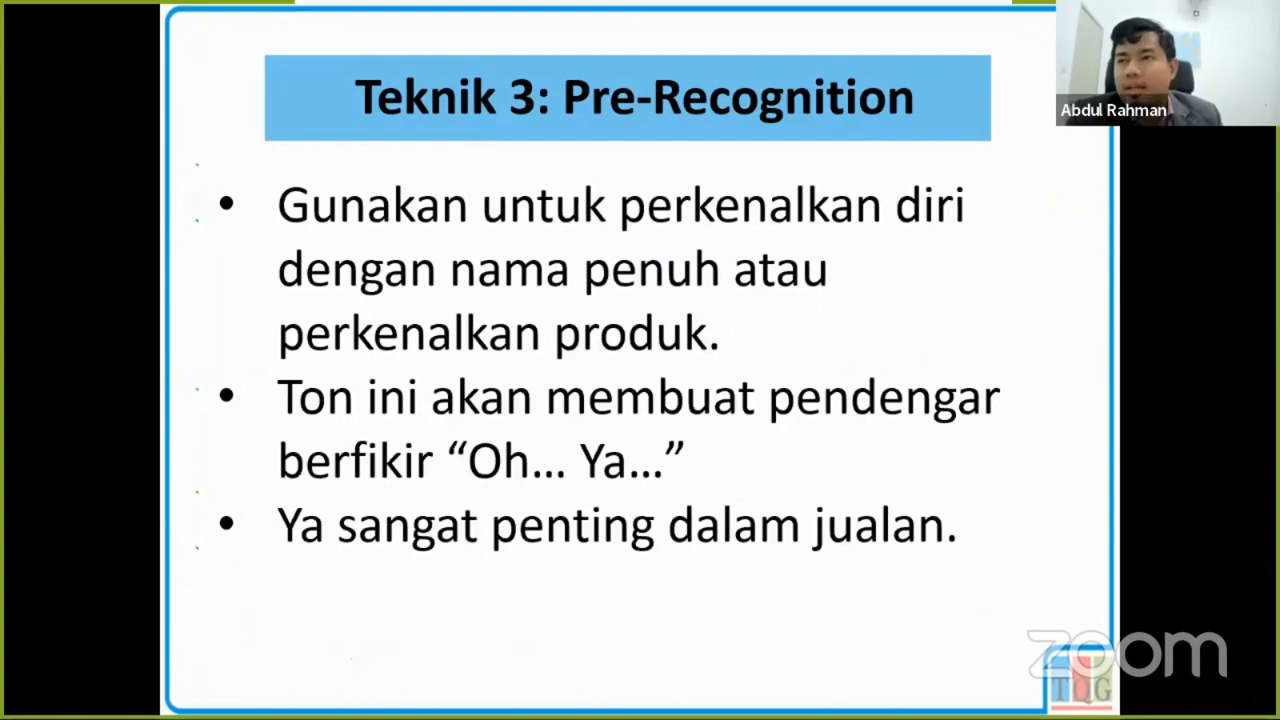 Teknik 3: Pre-Recognition
Abdul Rahman
• Gunakan untuk perkenalkan diri
dengan nama penuh atau
perkenalkan produk.
• Ton ini akan membuat pendengar
berfikir “Oh... Ya...”
• Ya sangat penting dalam jualan.
zoom
TQG